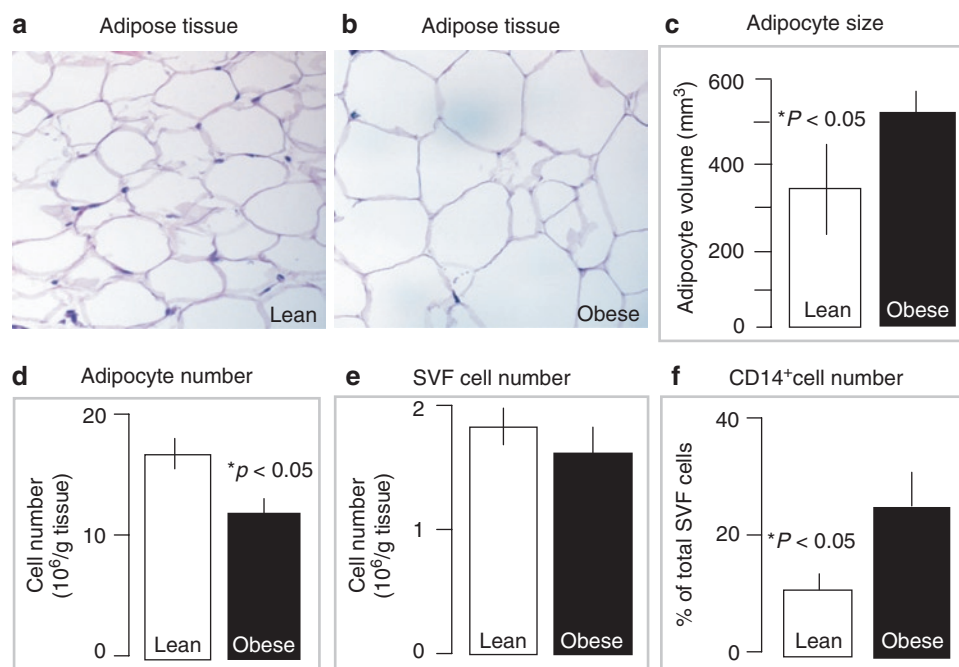 a Adipose tissue
Lean
b Adipose tissue
Obese
c Adipocyte size
Adipocyte volume (mm³)
600
400
200
0
*P < 0.05
Lean
Obese
d Adipocyte number
Cell number
(10⁶/g tissue)
20
10
0
*p < 0.05
Lean
Obese
e SVF cell number
Cell number
(10⁶/g tissue)
2
1
0
Lean
Obese
f CD14⁺cell number
% of total SVF cells
40
20
0
*P < 0.05
Lean
Obese